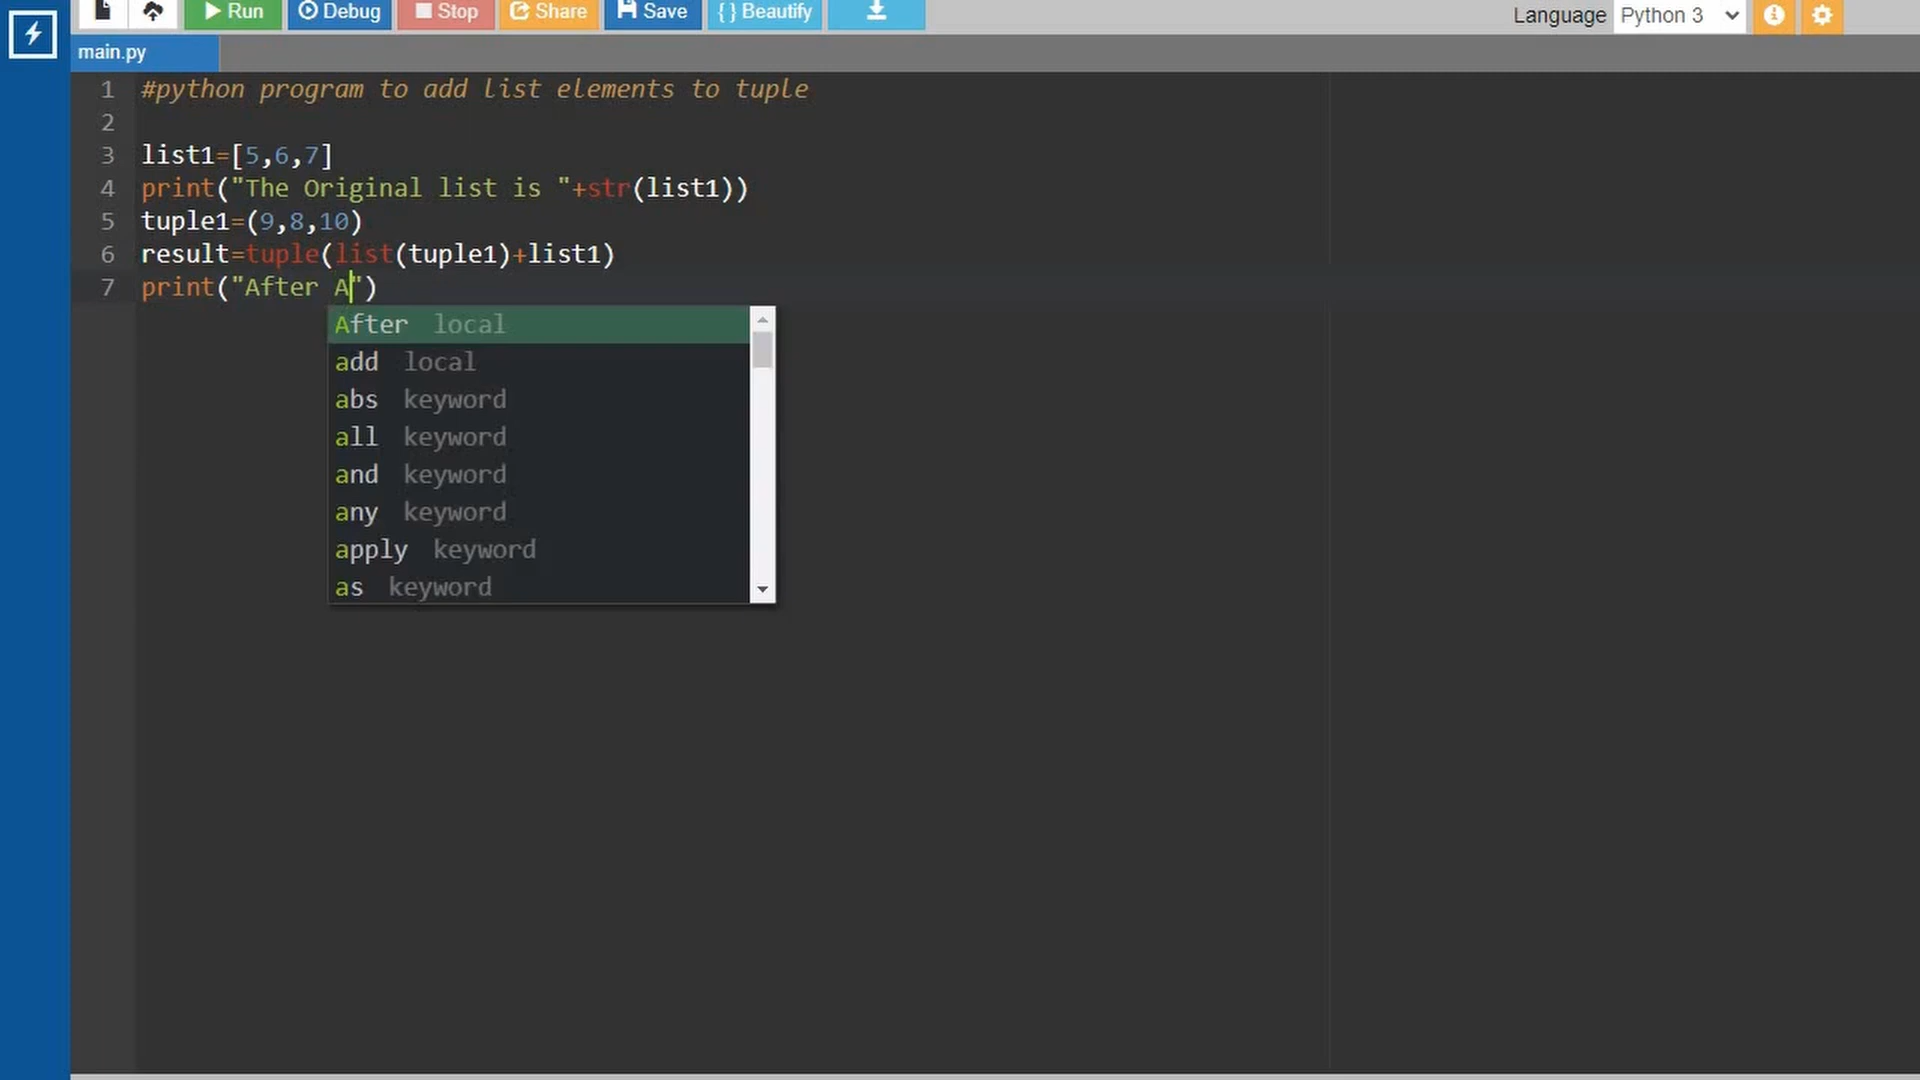 Run Debug Stop Share Save { } Beautify Language Python 3
main.py
1 #python program to add list elements to tuple
2
3 list1=[5,6,7]
4 print("The Original list is "+str(list1))
5 tuple1=(9,8,10)
6 result=tuple(list(tuple1)+list1)
7 print("After A")
After local
add local
abs keyword
all keyword
and keyword
any keyword
apply keyword
as keyword